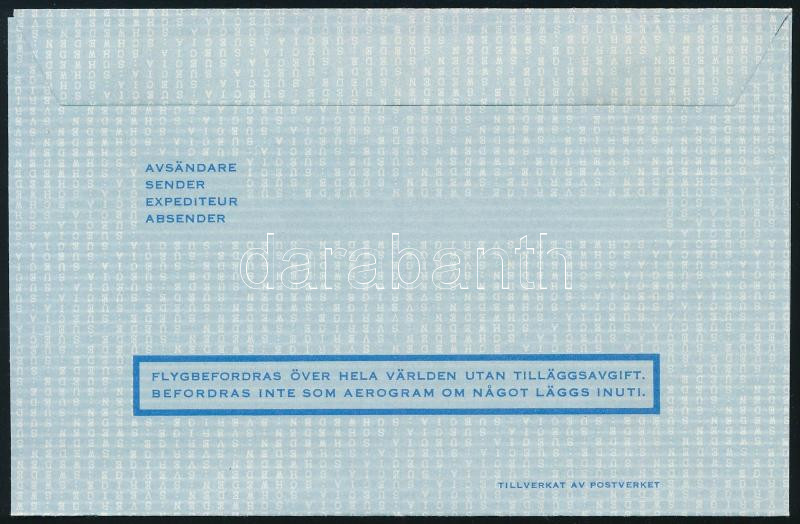 AVSÄNDARE
SENDER
EXPEDITEUR
ABSENDER
darabanth
FLYGBEFORDRAS ÖVER HELA VÄRLDEN UTAN TILLÄGGSAVGIFT.
BEFORDRAS INTE SOM AEROGRAM OM NÅGOT LÄGGS INUTI.
TILLVERKAT AV POSTVERKET